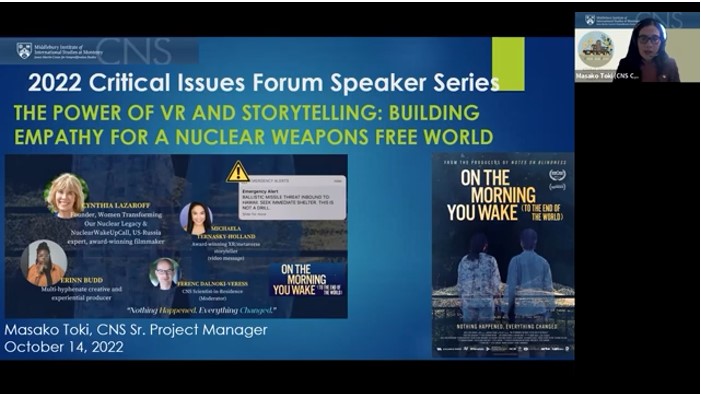 Middlebury Institute of
International Studies at Monterey
CNS
2022 Critical Issues Forum Speaker Series
THE POWER OF VR AND STORYTELLING: BUILDING
EMPATHY FOR A NUCLEAR WEAPONS FREE WORLD
CYNTHIA LAZAROFF
Founder, Women Transforming
Our Nuclear Legacy &
NuclearWakeUpCall, US-Russia
expert, award-winning filmmaker
Emergency Alert
BALLISTIC MISSILE THREAT INBOUND TO
HAWAII. SEEK IMMEDIATE SHELTER. THIS IS
NOT A DRILL.
MICHAELA
TERNASKY-HOLLAND
Award-winning
storyteller
(video message)
ERINN BUDD
Multi-hyphenate creative and
experiential producer
FERENC DALNOKI-VERESS
CNS Scientist-in-Residence
(Moderator)
ON THE
MORNING
YOU WAKE (TO THE END OF
THE WORLD)
"Nothing Happened. Everything Changed."
FROM THE PRODUCERS OF NOTES ON BLINDNESS
ON THE
MORNING
YOU WAKE (TO THE END OF
THE WORLD)
NOTHING HAPPENED. EVERYTHING CHANGED.
Masako Toki, CNS Sr. Project Manager
October 14, 2022
CNS
Masako Toki (CNS C...